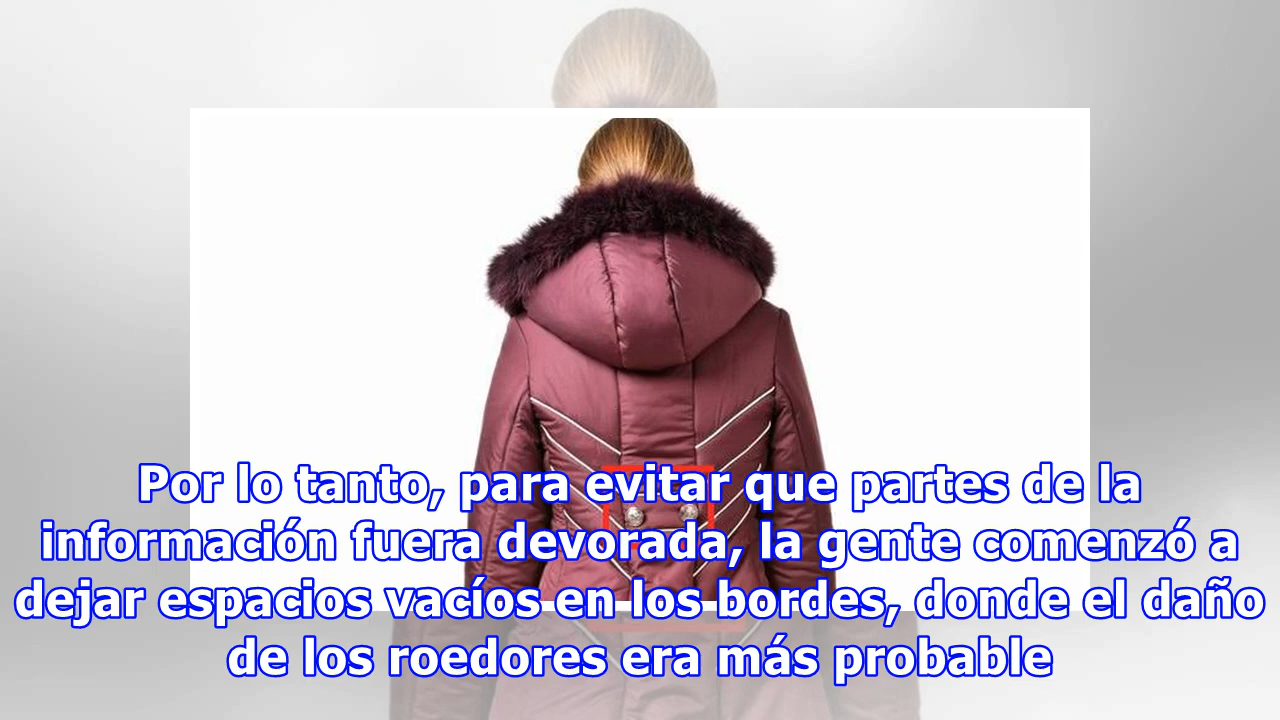 Por lo tanto, para evitar que partes de la
información fuera devorada, la gente comenzó a
dejar espacios vacíos en los bordes, donde el daño
de los roedores era más probable